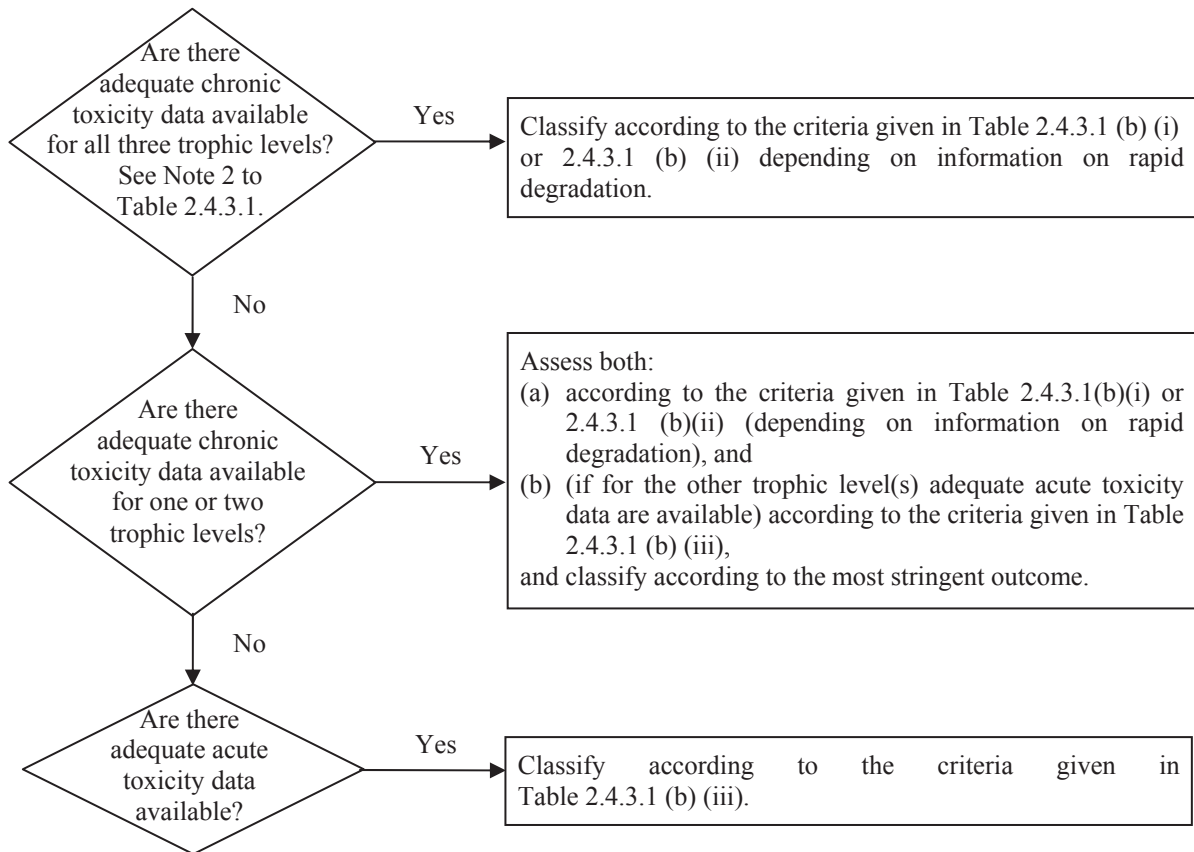 Are there
adequate chronic
toxicity data available
for all three trophic levels?
See Note 2 to
Table 2.4.3.1.
Yes
Classify according to the criteria given in Table 2.4.3.1 (b) (i)
or 2.4.3.1 (b) (ii) depending on information on rapid
degradation.
No
Are there
adequate chronic
toxicity data available
for one or two
trophic levels?
Yes
Assess both:
(a) according to the criteria given in Table 2.4.3.1(b)(i) or
2.4.3.1 (b)(ii) (depending on information on rapid
degradation), and
(b) (if for the other trophic level(s) adequate acute toxicity
data are available) according to the criteria given in Table
2.4.3.1 (b) (iii),
and classify according to the most stringent outcome.
No
Are there
adequate acute
toxicity data
available?
Yes
Classify according to the criteria given in
Table 2.4.3.1 (b) (iii).